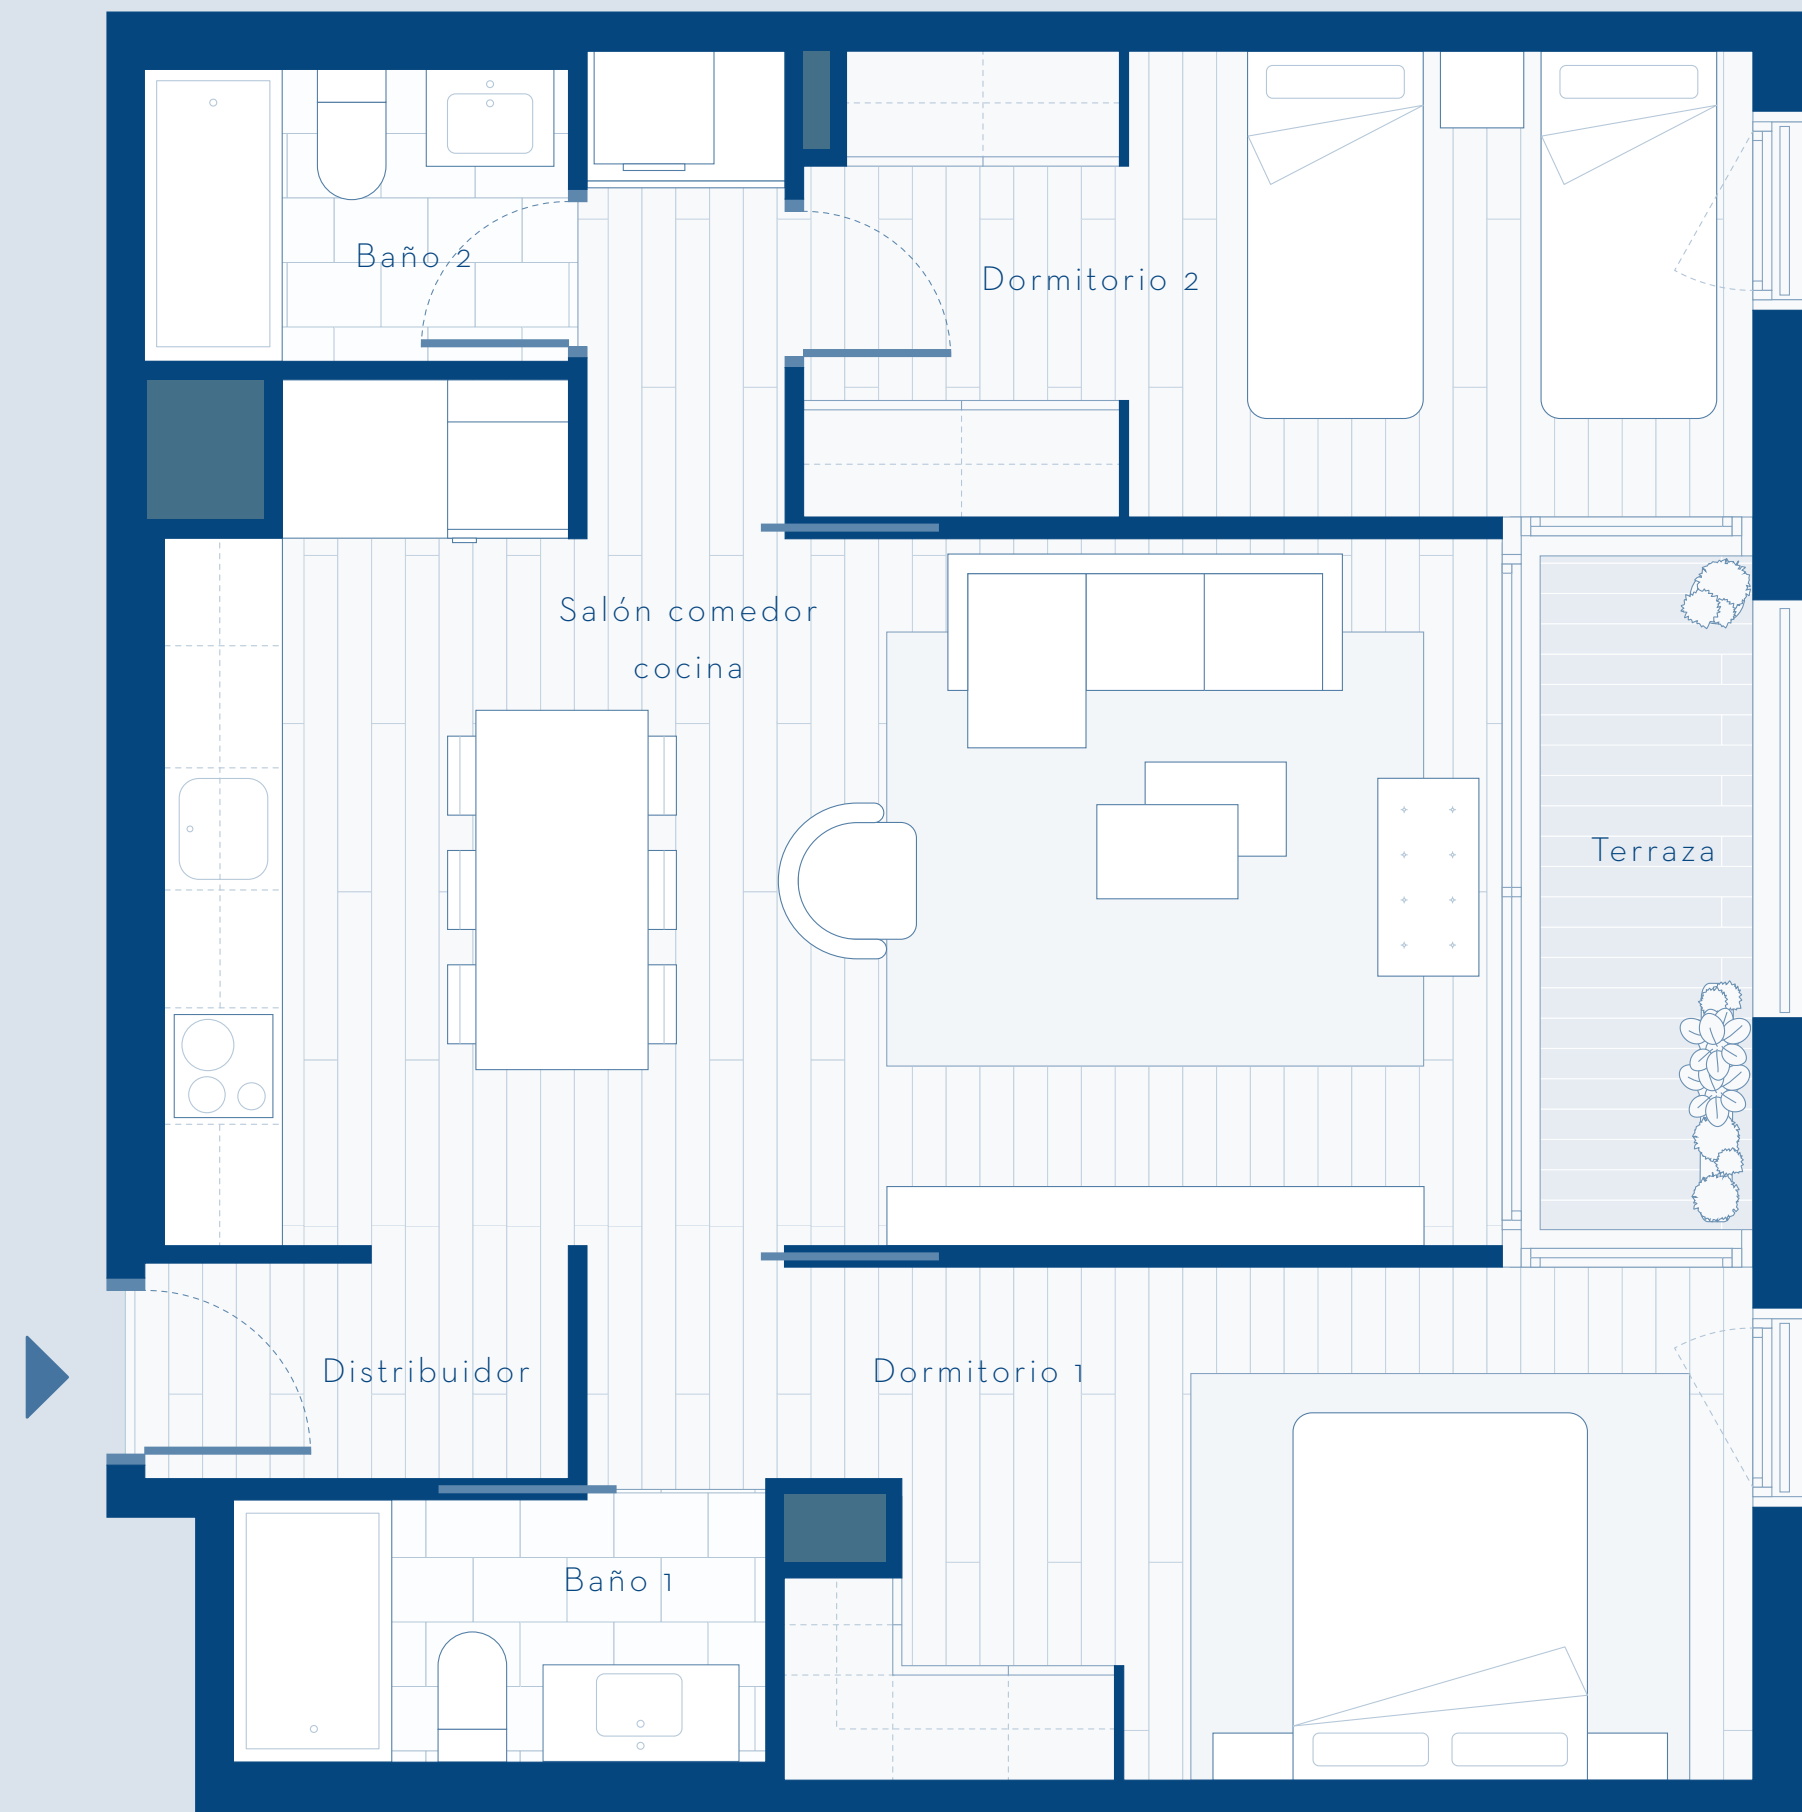 Baño 2
Dormitorio 2
Salón comedor
cocina
Terraza
Distribuidor
Dormitorio 1
Baño 1